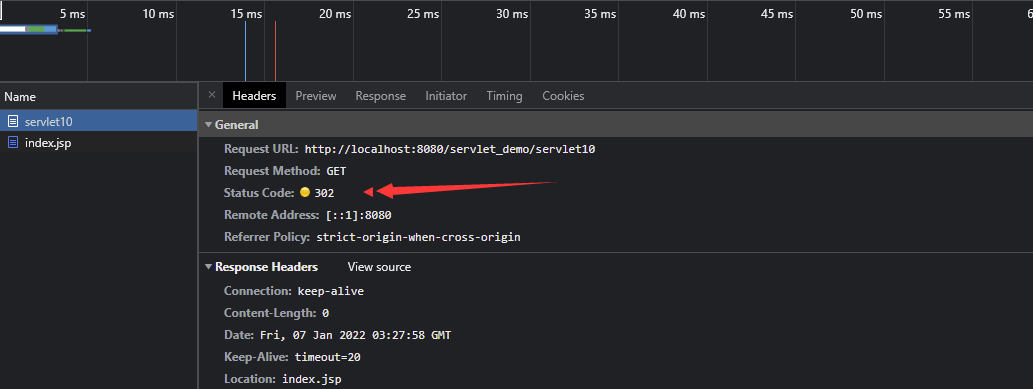 5 ms 10 ms 15 ms 20 ms 25 ms 30 ms 35 ms 40 ms 45 ms 50 ms 55 ms 6
Name
servlet10
index.jsp
× Headers Preview Response Initiator Timing Cookies
General
Request URL: http://localhost:8080/servlet_demo/servlet10
Request Method: GET
Status Code: 302
Remote Address: [::1]:8080
Referrer Policy: strict-origin-when-cross-origin
Response Headers View source
Connection: keep-alive
Content-Length: 0
Date: Fri, 07 Jan 2022 03:27:58 GMT
Keep-Alive: timeout=20
Location: index.jsp